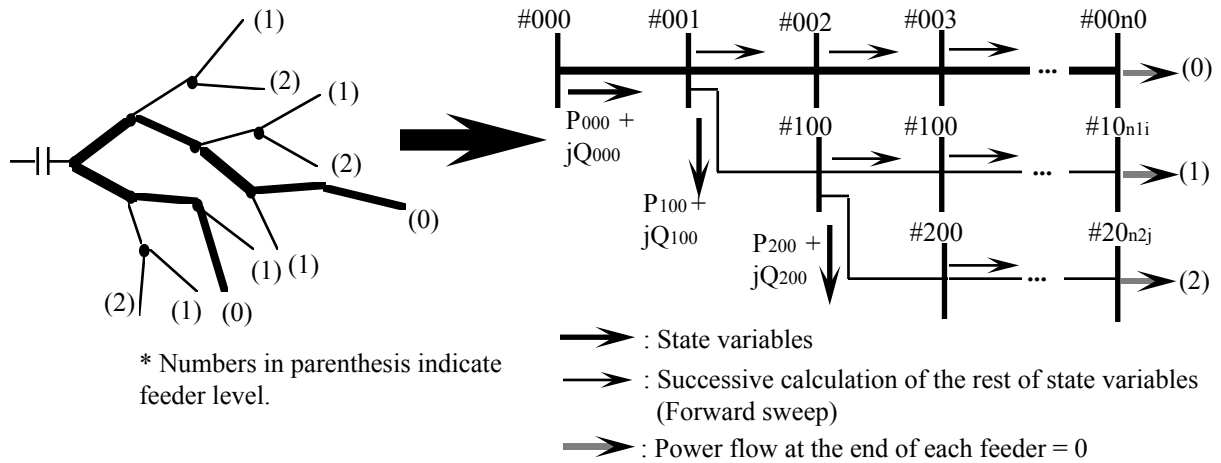 (1)
(2)
(1)
(2)
(0)
(1)
(1)
(2)
(1)
(0)
* Numbers in parenthesis indicate
feeder level.
#000
#001
#002
#003
#00n0
...
(0)
P000 +
jQ000
#100
#100
#10n1i
...
(1)
P100 +
jQ100
P200 +
jQ200
#200
#20n2j
...
(2)
: State variables
: Successive calculation of the rest of state variables
(Forward sweep)
: Power flow at the end of each feeder = 0